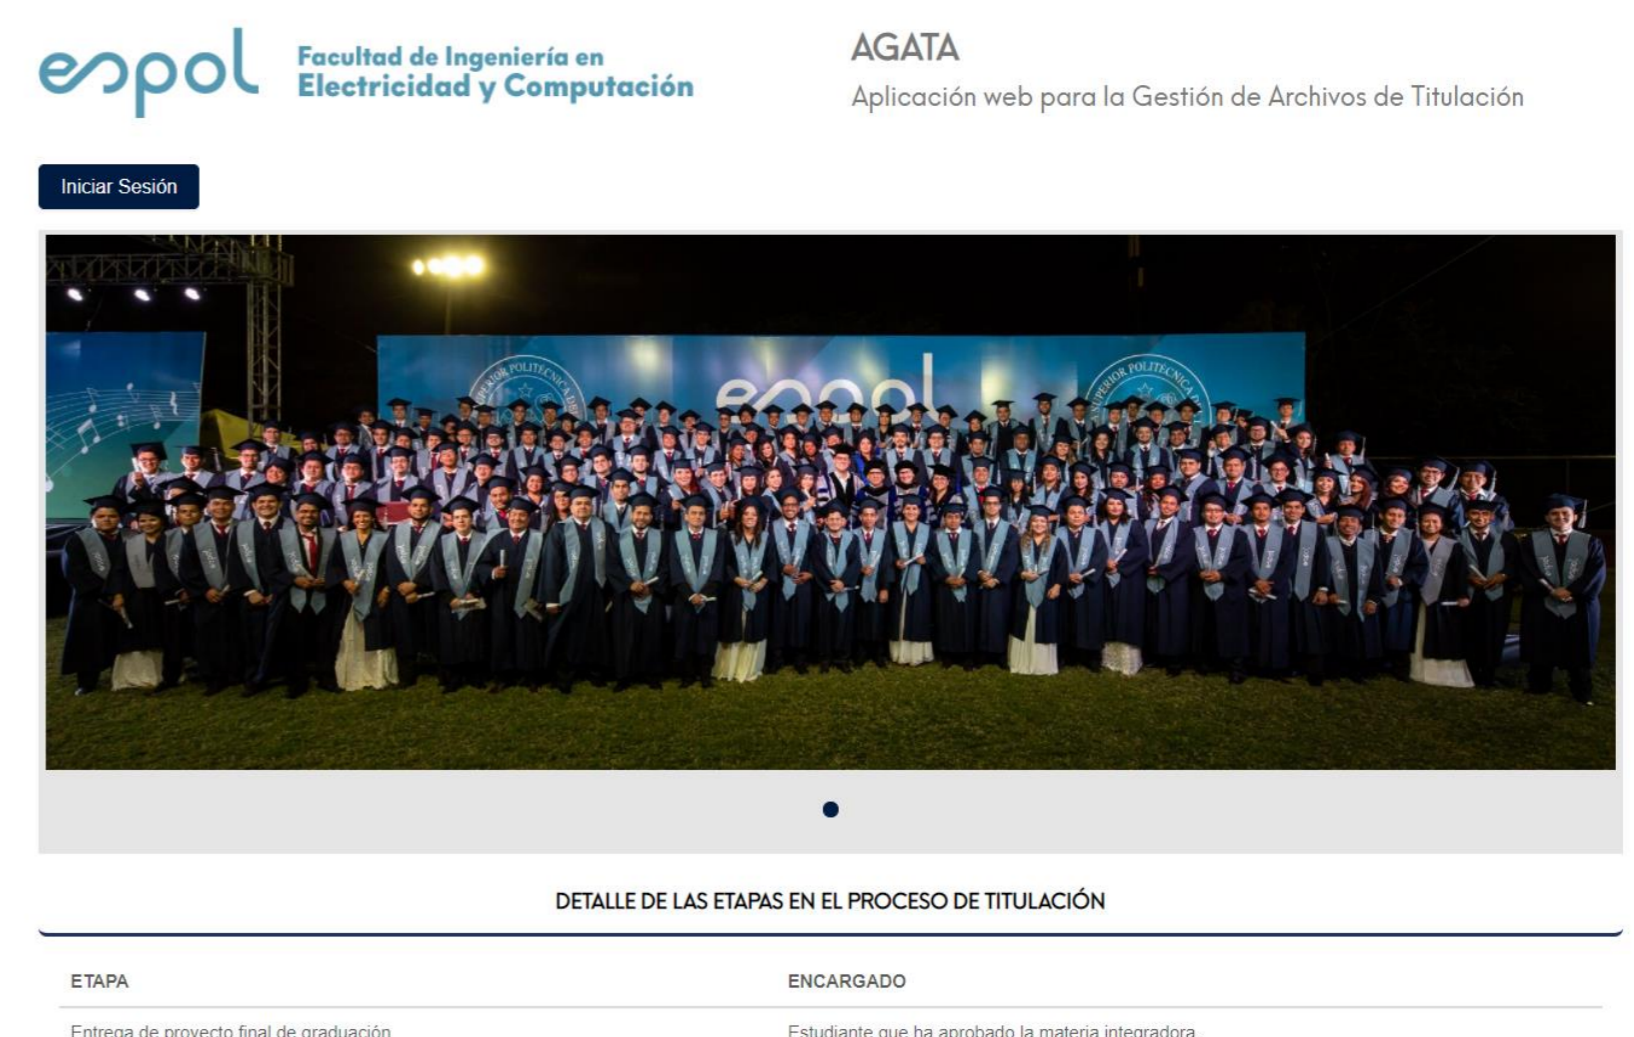 espol
Facultad de Ingeniería en
Electricidad y Computación
AGATA
Aplicación web para la Gestión de Archivos de Titulación
Iniciar Sesión
espol
DETALLE DE LAS ETAPAS EN EL PROCESO DE TITULACIÓN
ETAPA ENCARGADO
Entrega de proyecto final de graduación Estudiante que ha aprobado la materia integradora